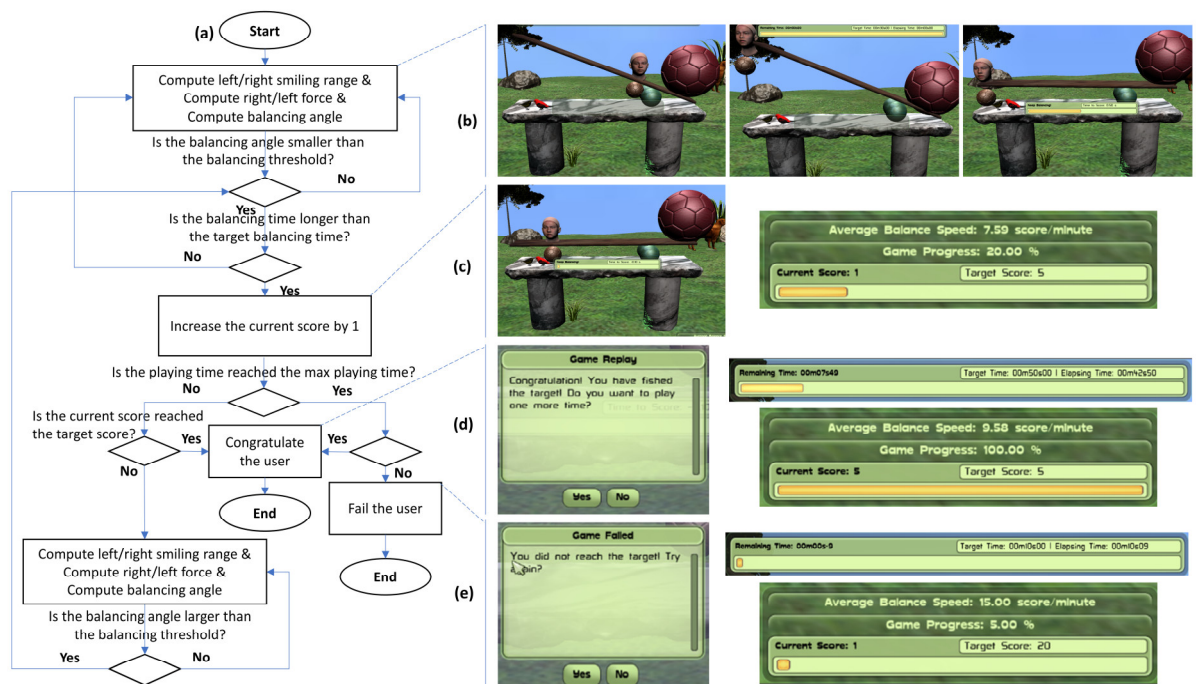 (a)
Start
Compute left/right smiling range &
Compute right/left force &
Compute balancing angle
Is the balancing angle smaller than
the balancing threshold?
No
Yes
Is the balancing time longer than
the target balancing time?
No
Yes
Increase the current score by 1
Is the playing time reached the max playing time?
No
Yes
Is the current score reached
the target score?
Yes
Congratulate
the user
Yes
No
No
End
Fail the user
End
Compute left/right smiling range &
Compute right/left force &
Compute balancing angle
Is the balancing angle larger than
the balancing threshold?
Yes
No
(b)
Keep Balancing!
(c)
Keep Balancing!
Average Balance Speed: 7.59 score/minute
Game Progress: 20.00 %
Current Score: 1
Target Score: 5
(d)
Game Replay
Congratulation! You have fished
the target! Do you want to play
one more time?
Yes
No
Remaining Time: 00m07s49
Target Time: 00m50s00 | Elapsing Time: 00m42s50
Average Balance Speed: 9.58 score/minute
Game Progress: 100.00 %
Current Score: 5
Target Score: 5
(e)
Game Failed
You did not reach the target! Try
Yes
No
Remaining Time: 00m00s-9
Target Time: 00m10s00 | Elapsing Time: 00m10s09
Average Balance Speed: 15.00 score/minute
Game Progress: 5.00 %
Current Score: 1
Target Score: 20